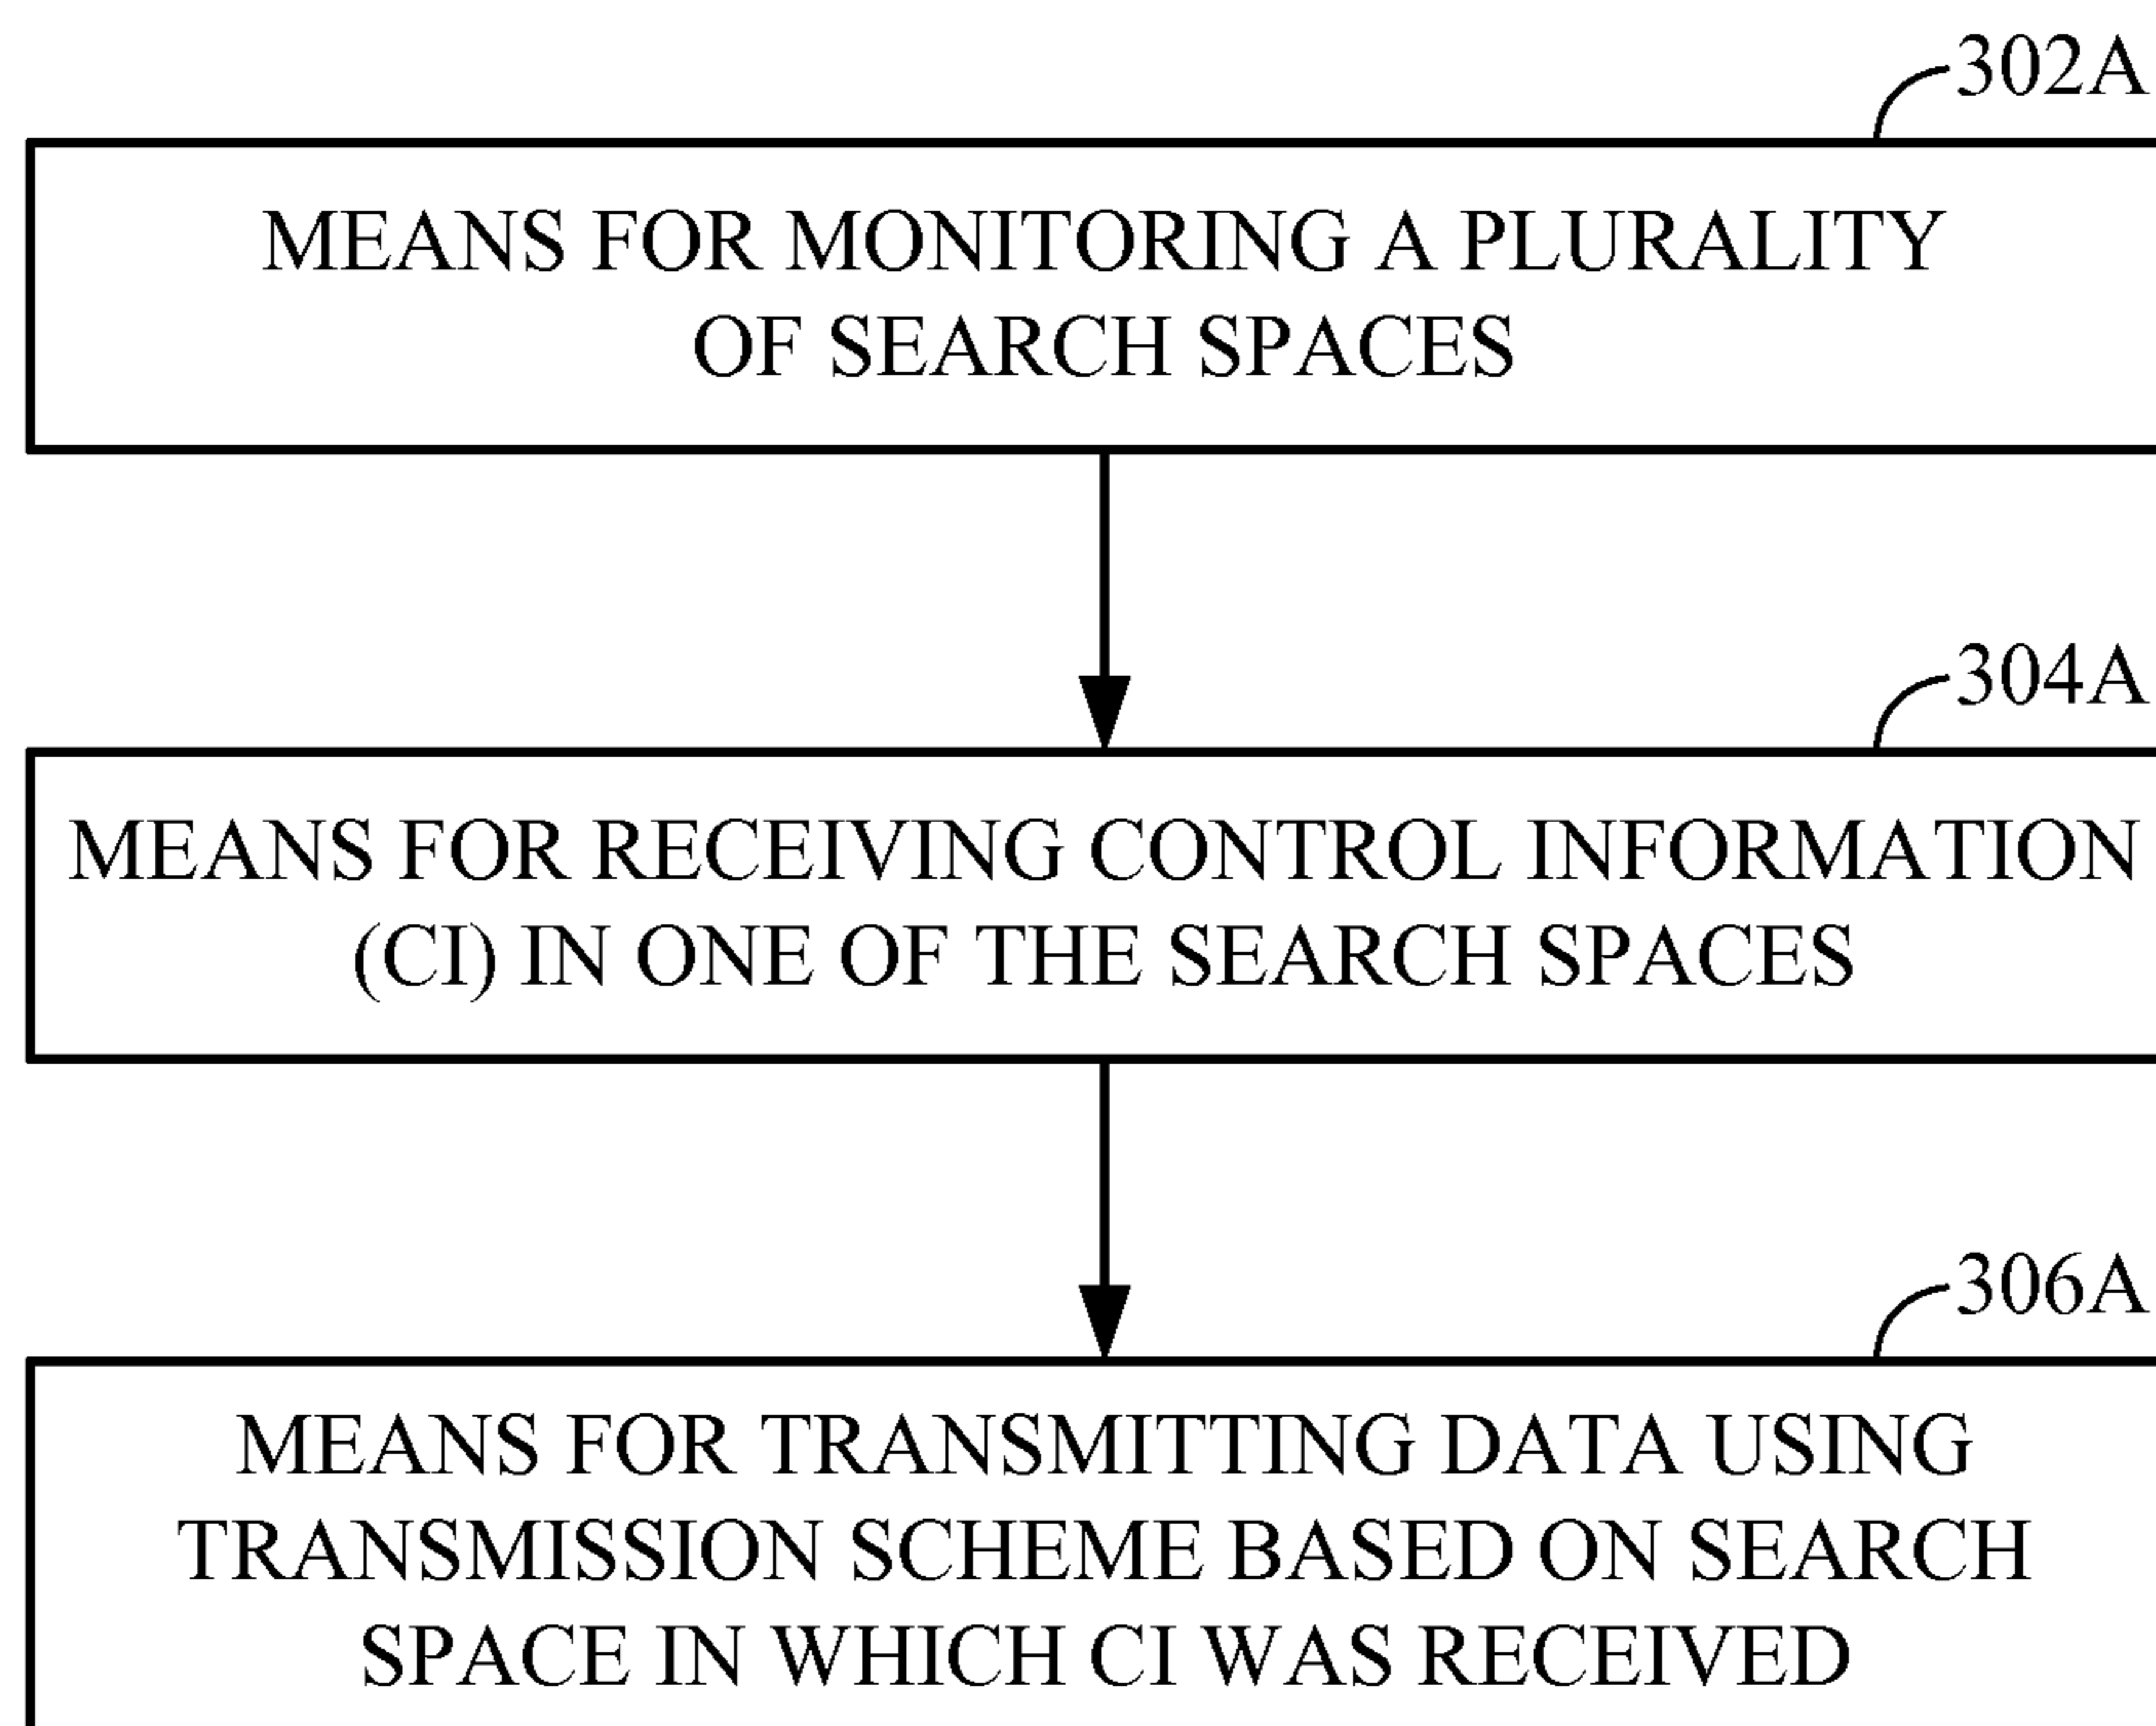 302A
MEANS FOR MONITORING A PLURALITY
OF SEARCH SPACES
304A
MEANS FOR RECEIVING CONTROL INFORMATION
(CI) IN ONE OF THE SEARCH SPACES
306A
MEANS FOR TRANSMITTING DATA USING
TRANSMISSION SCHEME BASED ON SEARCH
SPACE IN WHICH CI WAS RECEIVED